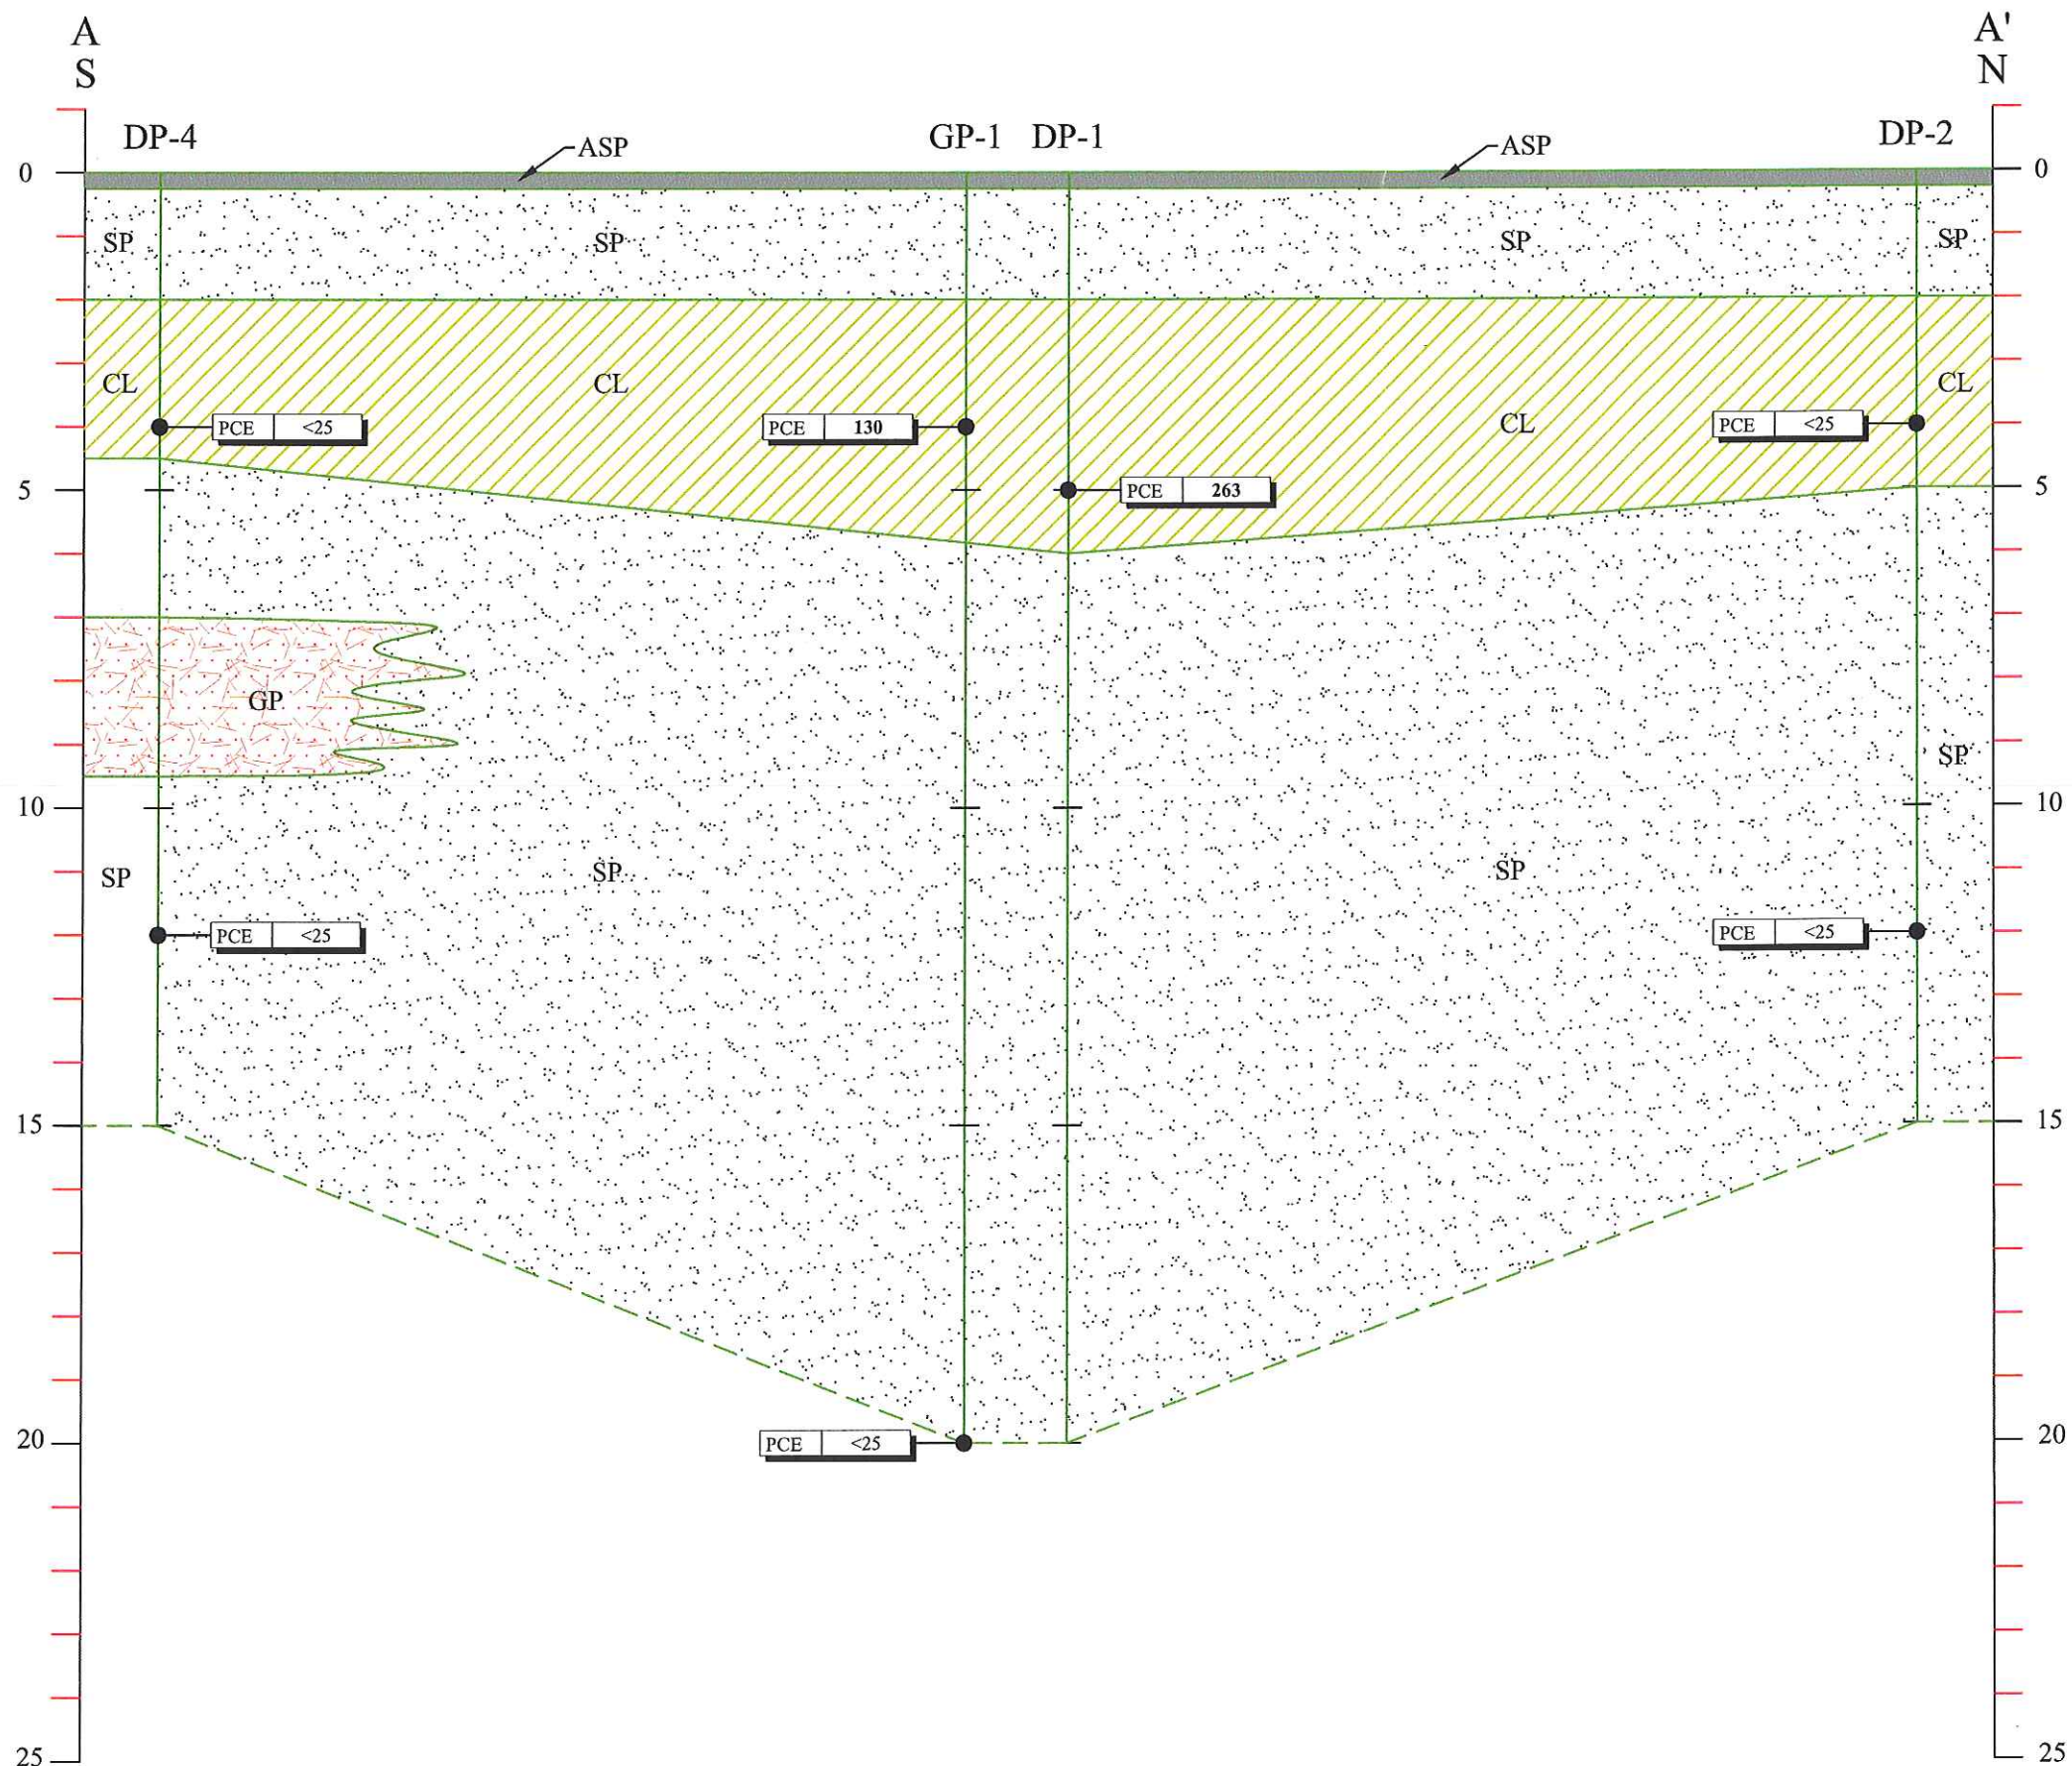 A A'
S N
DP-4 GP-1 DP-1 DP-2
ASP ASP
0 0
SP SP SP SP
CL CL CL CL
PCE <25 PCE 130 PCE <25
5 PCE 263 5
GP
SP
10 10
SP SP SP
PCE <25 PCE <25
15 15
20 PCE <25 20
25 25